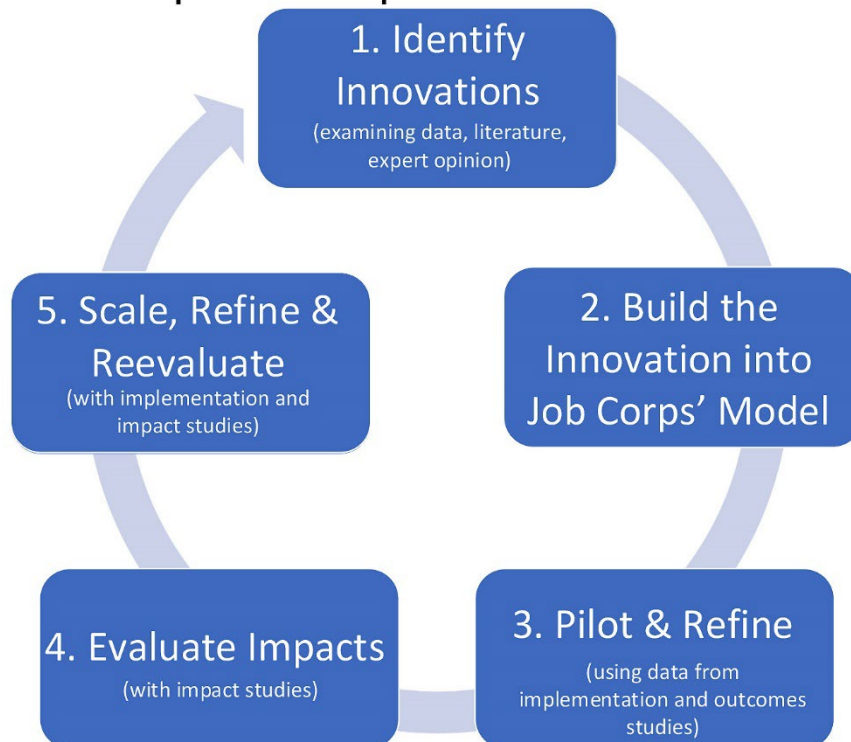 1. Identify
Innovations
(examining data, literature,
expert opinion)
2. Build the
Innovation into
Job Corps’ Model
3. Pilot & Refine
(using data from
implementation and outcomes
studies)
4. Evaluate Impacts
(with impact studies)
5. Scale, Refine &
Reevaluate
(with implementation and
impact studies)